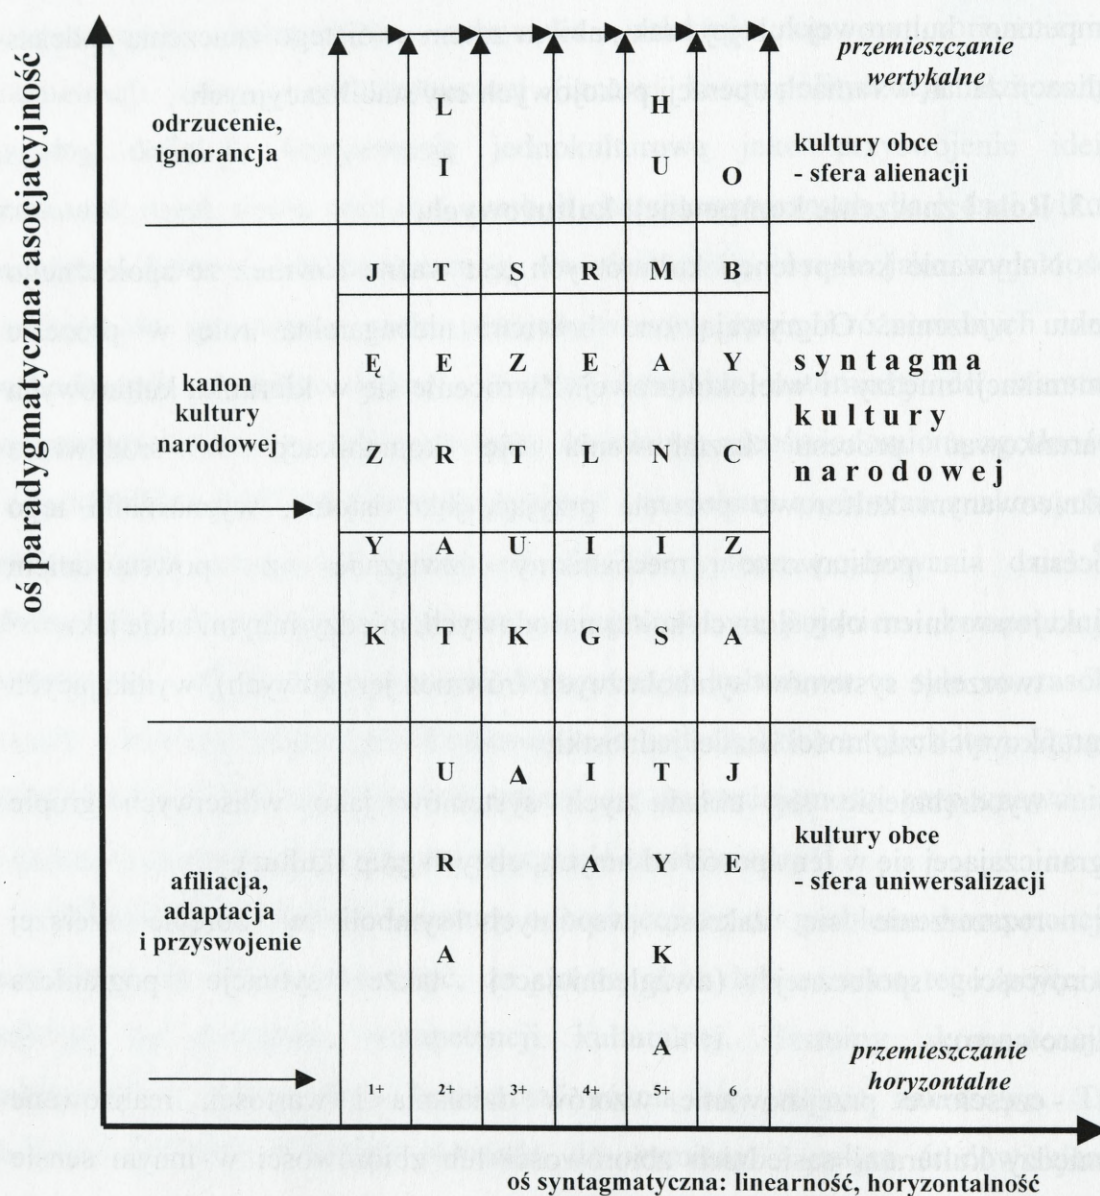 oś paradygmatyczna: asocjacyjność
przemieszczanie
wertykalne
odrzucenie,
ignorancja
L H
I U O
kultury obce
- sfera alienacji
J T S R M B
Ę E Z E A Y
Z R T L N C
kanon
kultury
narodowej
syntagma
kultury
narodowej
Y A U I I Z
K T K G S A
U A I T J
R A Y E
A K
A
afiliacja,
adaptacja
i przyswojenie
kultury obce
- sfera uniwersalizacji
1+ 2+ 3+ 4+ 5+ 6
przemieszczanie
horyzontalne
oś syntagmatyczna: linearność, horyzontalność